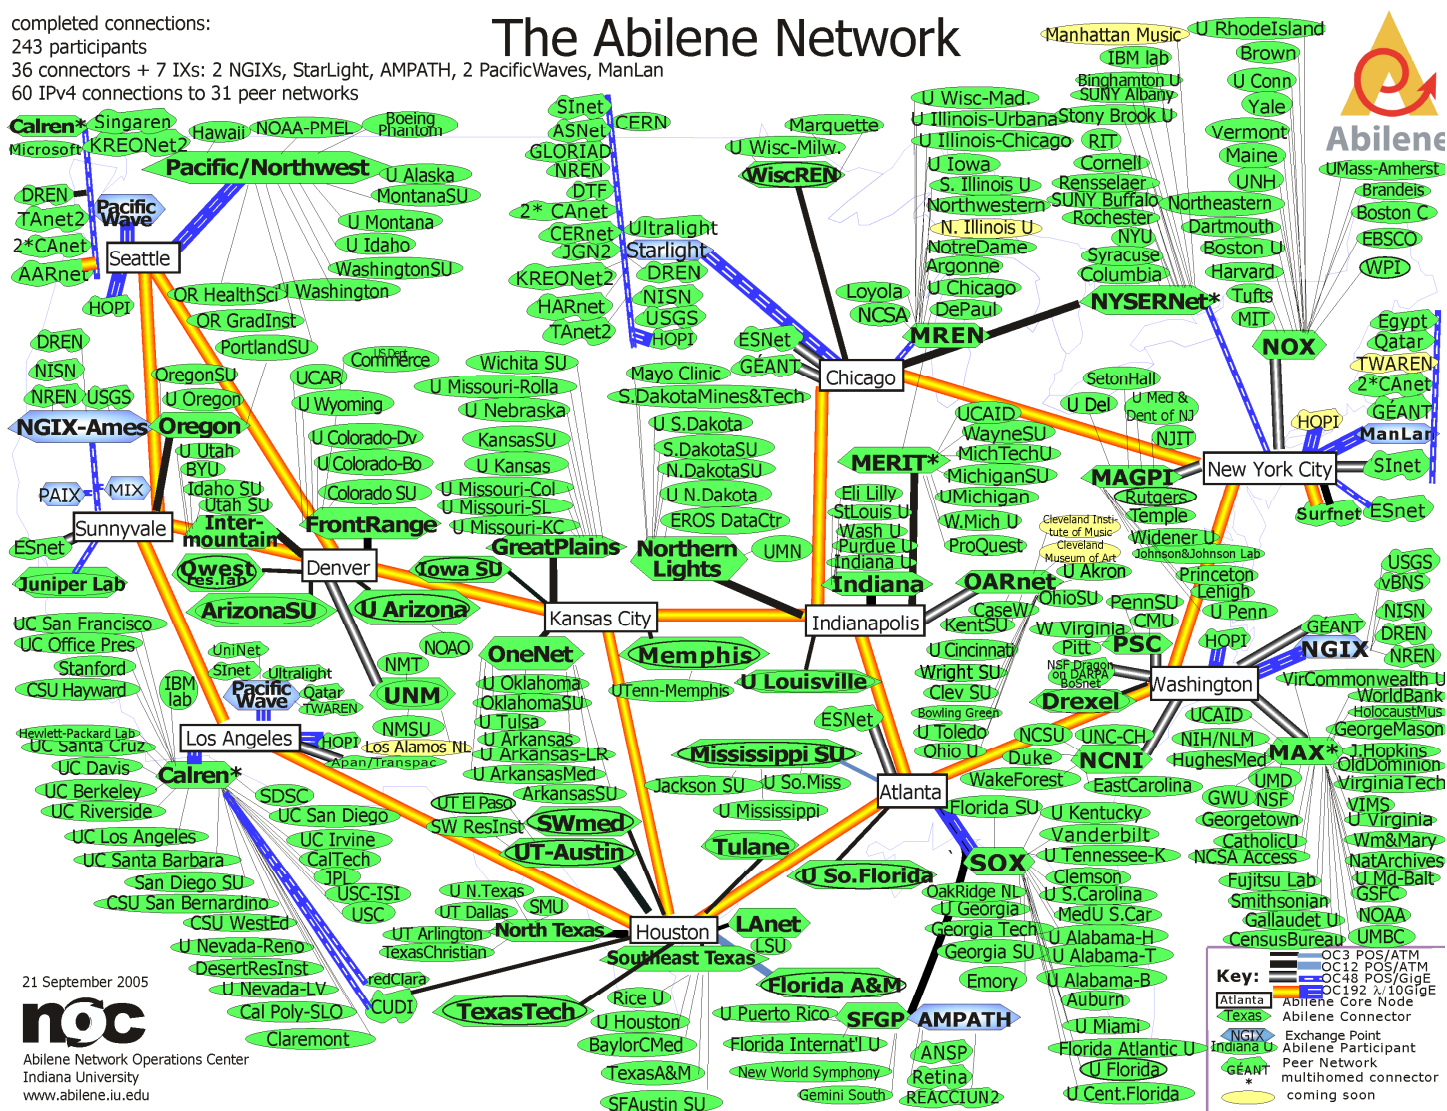 completed connections:
243 participants
36 connectors + 7 IXs: 2 NGIXs, StarLight, AMPATH, 2 PacificWaves, ManLan
60 IPv4 connections to 31 peer networks
The Abilene Network
Abilene
Calren*
Singaren
Microsoft
KREONet2
Hawaii
NOAA-PMEL
Boeing
Phantom
Pacific/Northwest
U Alaska
MontanaSU
U Montana
U Idaho
WashingtonSU
U Washington
OR HealthSci
OR GradInst
PortlandSU
DREN
TAnet2
2*CAnet
AARnet
Pacific
Wave
Seattle
HOPI
DREN
NISN
NREN
USGS
NGIX-Ames
OregonSU
U Oregon
Oregon
PAIX
MIX
Sunnyvale
ESnet
Juniper Lab
U Utah
BYU
Idaho SU
Utah SU
Inter-
mountain
US Dept
Commerce
UCAR
U Wyoming
U Colorado-Dv
U Colorado-Bo
Colorado SU
FrontRange
Denver
Qwest
res.lab
ArizonaSU
U Arizona
NOAO
NMT
UNM
NMSU
Los Alamos NL
SInet
ASNet
GLORIAD
NREN
DTF
2* CAnet
CERnet
JGN2
KREONet2
HARnet
TAnet2
CERN
Ultralight
Starlight
DREN
NISN
USGS
HOPI
Marquette
U Wisc-Milw.
WiscREN
Loyola
NCSA
ESNet
GÉANT
Chicago
MREN
U Wisc-Mad.
U Illinois-Urbana
U Illinois-Chicago
U Iowa
S. Illinois U
Northwestern
N. Illinois U
NotreDame
Argonne
U Chicago
DePaul
Manhattan Music
IBM lab
Binghamton U
SUNY Albany
Stony Brook U
RIT
Cornell
Rensselaer
SUNY Buffalo
Rochester
NYU
Syracuse
Columbia
NYSERNet*
U RhodeIsland
Brown
U Conn
Yale
Vermont
Maine
UNH
Northeastern
Dartmouth
Boston U
Harvard
Tufts
MIT
NOX
UMass-Amherst
Brandeis
Boston C
EBSCO
WPI
Egypt
Qatar
TWAREN
2*CAnet
GÉANT
HOPI
ManLan
SInet
ESnet
Surfnet
New York City
SetonHall
U Del
U Med &
Dent of NJ
NJIT
MAGPI
Rutgers
Temple
Widener U
Johnson&Johnson Lab
Princeton
Lehigh
U Penn
Wichita SU
U Missouri-Rolla
U Nebraska
KansasSU
U Kansas
U Missouri-Col
U Missouri-SL
U Missouri-KC
GreatPlains
Iowa SU
Kansas City
Mayo Clinic
S.DakotaMines&Tech
U S.Dakota
S.DakotaSU
N.DakotaSU
U N.Dakota
EROS DataCtr
UMN
Northern
Lights
UCAID
WayneSU
MichTechU
MichiganSU
UMichigan
W.Mich U
ProQuest
MERIT*
Eli Lilly
StLouis U
Wash U
Purdue U
Indiana U
Indiana
Indianapolis
Cleveland Insti-
tute of Music
Cleveland
Museum of Art
U Akron
OARnet
OhioSU
CaseW
KentSU
U Cincinnati
Wright SU
Clev SU
Bowling Green
U Toledo
Ohio U
PennSU
CMU
W Virginia
Pitt
PSC
NSF Dragon
on DARPA
BoSnet
Drexel
HOPI
GÉANT
NGIX
USGS
vBNS
NISN
DREN
NREN
Washington
UC San Francisco
UC Office Pres
Stanford
CSU Hayward
UniNet
SInet
Ultralight
IBM
lab
Pacific
Wave
Qatar
TWAREN
Los Angeles
HOPI
Apan/Transpac
Hewlett-Packard Lab
UC Santa Cruz
UC Davis
UC Berkeley
UC Riverside
UC Los Angeles
UC Santa Barbara
San Diego SU
CSU San Bernardino
CSU WestEd
U Nevada-Reno
DesertResInst
U Nevada-LV
Cal Poly-SLO
Claremont
Calren*
SDSC
UC San Diego
UC Irvine
CalTech
JPL
USC-ISI
USC
redClara
CUDI
OneNet
U Oklahoma
OklahomaSU
U Tulsa
U Arkansas
U Arkansas-LR
U ArkansasMed
ArkansasSU
Memphis
UTenn-Memphis
U Louisville
ESNet
Mississippi SU
Jackson SU
U So.Miss
U Mississippi
Atlanta
UT El Paso
SW ResInst
SWmed
UT-Austin
Tulane
U So.Florida
U N.Texas
UT Dallas
SMU
UT Arlington
TexasChristian
North Texas
Houston
LAnet
LSU
Southeast Texas
Florida A&M
TexasTech
Rice U
U Houston
BaylorCMed
TexasA&M
SFAustin SU
NCSU
UNC-CH
Duke
NCNI
WakeForest
EastCarolina
Florida SU
SOX
U Kentucky
Vanderbilt
U Tennessee-K
Clemson
U S.Carolina
MedU S.Car
U Alabama-H
U Alabama-T
U Alabama-B
Auburn
OakRidge NL
U Georgia
Georgia Tech
Georgia SU
Emory
U Miami
Florida Atlantic U
U Florida
U Cent.Florida
U Puerto Rico
SFGP
AMPATH
Florida Internat'l U
New World Symphony
Gemini South
ANSP
Retina
REACCIUN2
UCAID
NIH/NLM
HughesMed
MAX*
UMD
GWU
NSF
Georgetown
CatholicU
NCSA Access
Fujitsu Lab
Smithsonian
Gallaudet U
CensusBureau
VirCommonwealth U
WorldBank
HolocaustMus
GeorgeMason
J.Hopkins
OldDominion
VirginiaTech
VIMS
U Virginia
Wm&Mary
NatArchives
U Md-Balt
GSFC
NOAA
UMBC
21 September 2005
noc
Abilene Network Operations Center
Indiana University
www.abilene.iu.edu
Key:
OC3 POS/ATM
OC12 POS/ATM
OC48 POS/GigE
OC192 λ.10GigE
Atlanta
Abilene Core Node
Texas
Abilene Connector
NGIX
Exchange Point
Indiana U
Abilene Participant
GÉANT
Peer Network
*
multihomed connector
coming soon